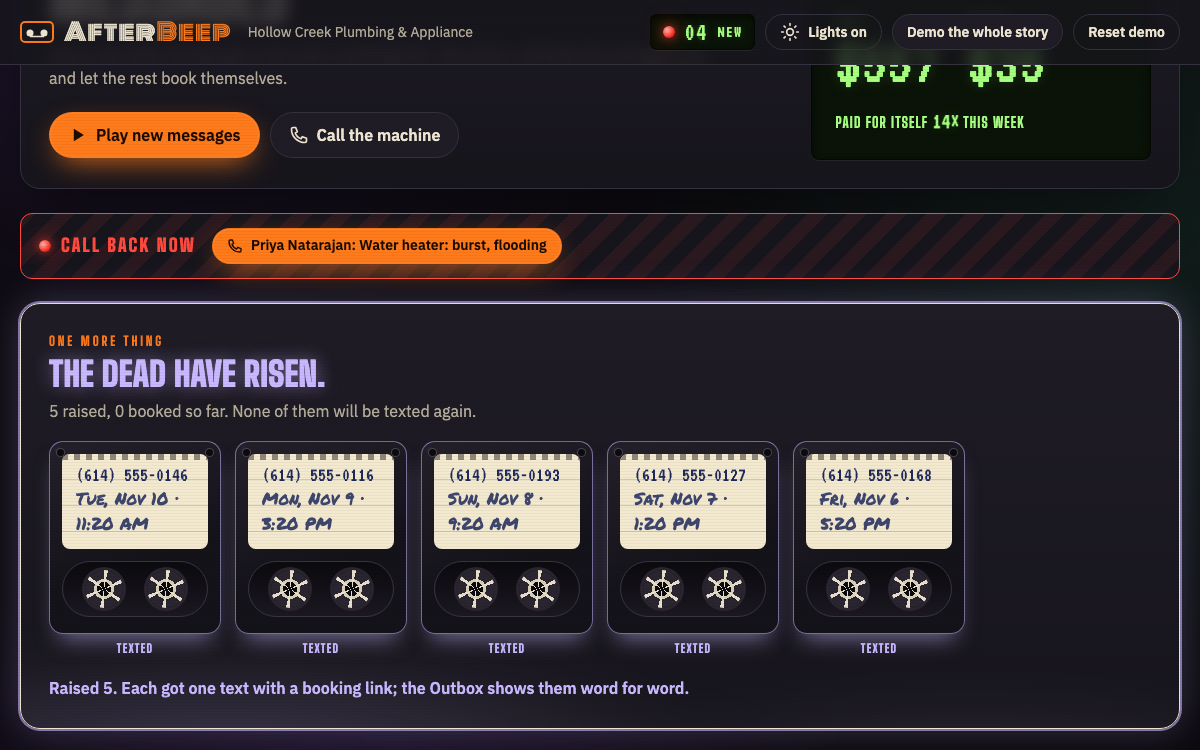 AFTERBEEP
Hollow Creek Plumbing & Appliance
04 NEW
Lights on
Demo the whole story
Reset demo
and let the rest book themselves.
Play new messages
Call the machine
PAID FOR ITSELF 14X THIS WEEK
CALL BACK NOW
Priya Natarajan: Water heater: burst, flooding
ONE MORE THING
THE DEAD HAVE RISEN.
5 raised, 0 booked so far. None of them will be texted again.
(614) 555-0146
TUE, NOV 10 ·
11:20 AM
TEXTED
(614) 555-0116
MON, NOV 9 ·
3:20 PM
TEXTED
(614) 555-0193
SUN, NOV 8 ·
9:20 AM
TEXTED
(614) 555-0127
SAT, NOV 7 ·
1:20 PM
TEXTED
(614) 555-0168
FRI, NOV 6 ·
5:20 PM
TEXTED
Raised 5. Each got one text with a booking link; the Outbox shows them word for word.